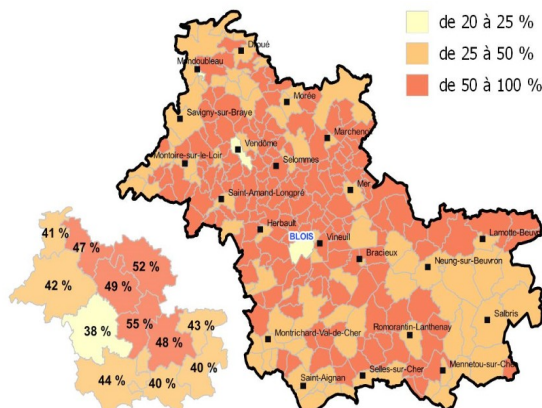 de 20 à 25 %
de 25 à 50 %
de 50 à 100 %
Droué
Mondoubleau
Morée
Savigny-sur-Braye
Marchenoir
Vendôme
Montoire-sur-le-Loir
Selommes
Mer
Saint-Amand-Longpré
Herbault
BLOIS
Vineuil
Lamotte-Beuvron
Bracieux
Neung-sur-Beuvron
Salbris
Romorantin-Lanthenay
Montrichard-Val-de-Cher
Mennetou-sur-Cher
Selles-sur-Cher
Saint-Aignan
41 %
47 %
52 %
42 %
49 %
55 %
43 %
38 %
48 %
40 %
44 %
40 %